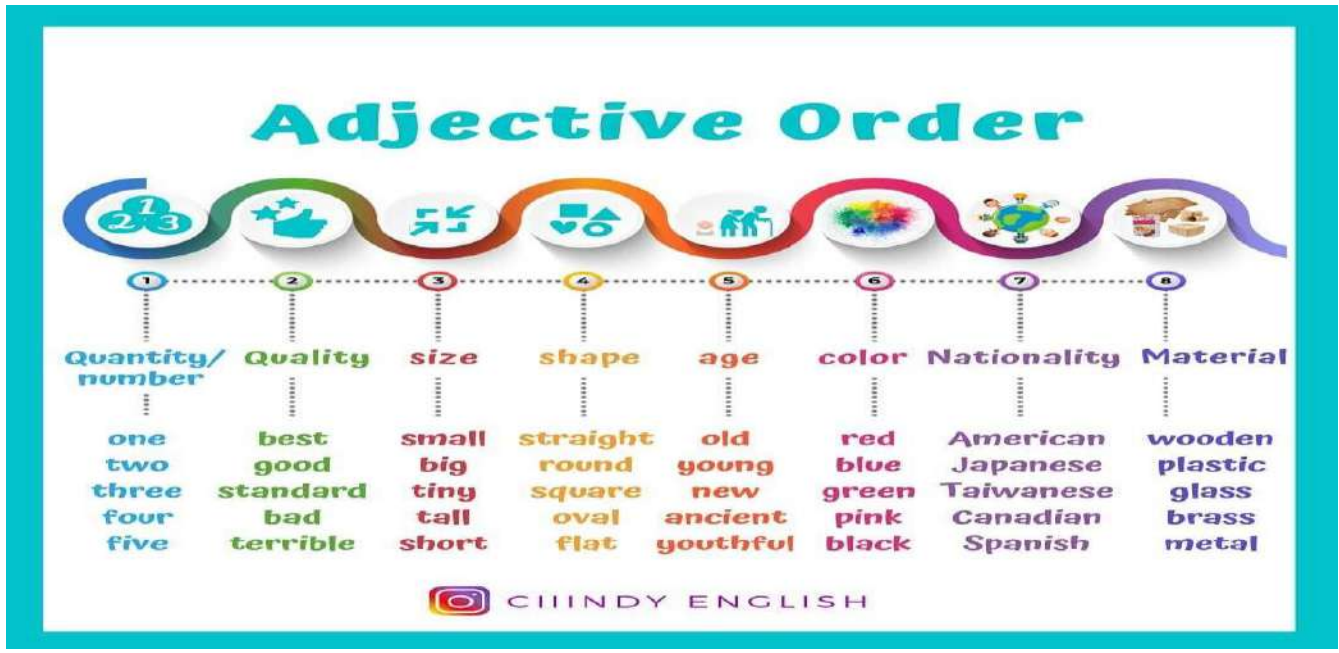 Adjective Order
1 2 3
1 2 3 4 5 6 7 8
Quantity/ Quality size shape age color Nationality Material
number
one best small straight old red American wooden
two good big round young blue Japanese plastic
three standard tiny square new green Taiwanese glass
four bad tall oval ancient pink Canadian brass
five terrible short flat youthful black Spanish metal
CIIINDY ENGLISH